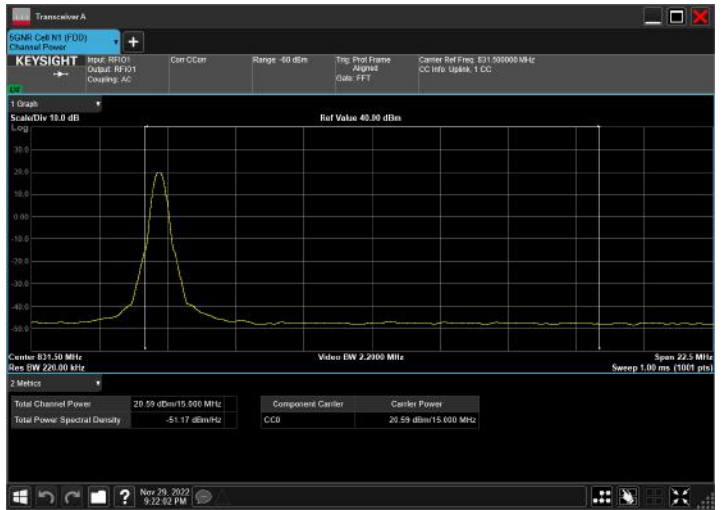 Transceiver A
5GNR Cell N1 (FDD)
Channel Power
KEYSIGHT
Input: RFIO1
Output: RFIO1
Coupling: AC
Corr CCorr
Range: -60 dBm
Trig: Prot Frame
Aligned
Gate: FFT
Carrier Ref Freq: 831.500000 MHz
CC Info: Uplink, 1 CC
1 Graph
Scale/Div 10.0 dB
Ref Value 40.00 dBm
Log
30.0
20.0
10.0
0.00
-10.0
-20.0
-30.0
-40.0
-50.0
Center 831.50 MHz
Video BW 2.2000 MHz
Span 22.5 MHz
Res BW 220.00 kHz
Sweep 1.00 ms (1001 pts)
2 Metrics
Total Channel Power 20.59 dBm/15.000 MHz
Total Power Spectral Density -51.17 dBm/Hz
Component Carrier Carrier Power
CC0 20.59 dBm/15.000 MHz
Nov 29, 2022
9:22:02 PM